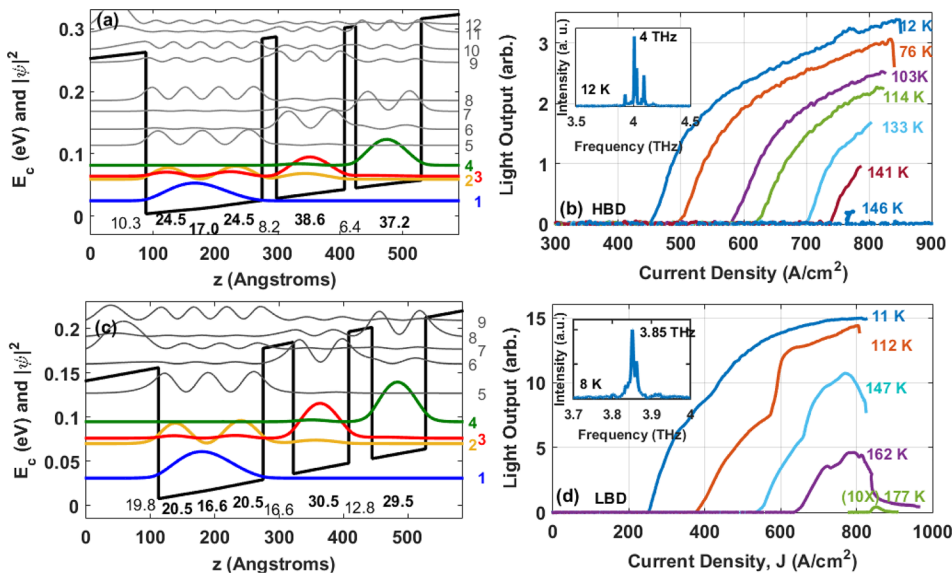 (a)
E_c (eV) and |ψ|²
0.3
0.2
0.1
0
12
11
10
9
8
7
6
5
4
3
2
1
10.3 24.5 17.0 24.5 8.2 38.6 6.4 37.2
0 100 200 300 400 500
z (Angstroms)
Light Output (arb.)
3
2
1
0
Intensity (a. u.)
4 THz
12 K
3.5 4 4.5
Frequency (THz)
12 K
76 K
103K
114 K
133 K
141 K
146 K
(b) HBD
300 400 500 600 700 800 900
Current Density (A/cm²)
(c)
E_c (eV) and |ψ|²
0.2
0.15
0.1
0.05
0
9
8
7
6
5
4
3
2
1
19.8 20.5 16.6 20.5 16.6 30.5 12.8 29.5
0 100 200 300 400 500
z (Angstroms)
Light Output (arb.)
15
10
5
0
Intensity (a.u.)
3.85 THz
8 K
3.7 3.8 3.9 4
Frequency (THz)
11 K
112 K
147 K
162 K
(10X) 177 K
(d) LBD
0 200 400 600 800 1000
Current Density, J (A/cm²)